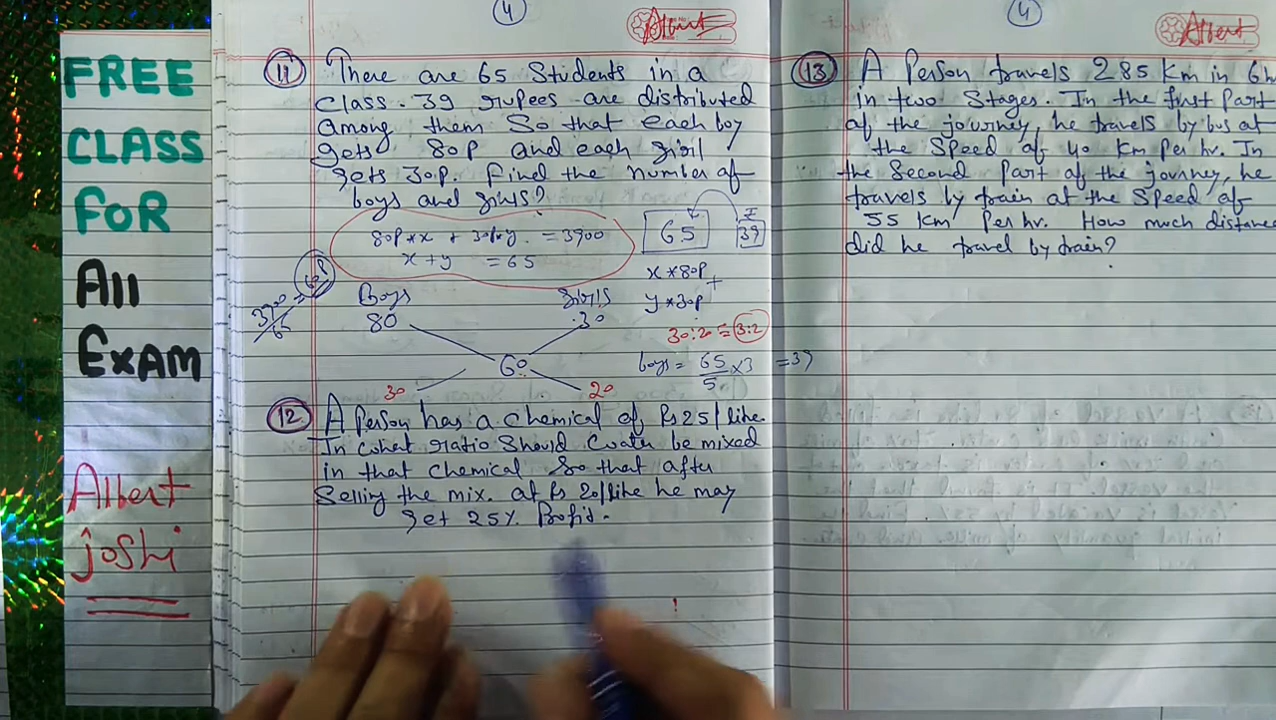 FREE
CLASS
FOR
All
ExAM
Albert
joshi
4
Albert
11 There are 65 Students in a
class. 39 rupees are distributed
among them So that each boy
gets 80P and each girl
gets 30P. Find the number of
boys and girls?
80P*x + 30P*y = 3900
x+y = 65
65
39
x*80P +
y*30P
3900
65
Boys
80
girls
30
60
30
20
30:20 = 3:2
boys = 65/5 x3 = 39
12 A Person has a chemical of Rs 25/litre.
In what ratio Should Water be mixed
in that chemical So that after
Selling the mix. at Rs 20/litre he may
get 25% Profit.
4
Albert
13 A Person travels 285 Km in 6h
in two Stages. In the first Part
of the journey, he travels by bus at
the Speed of 40 Km Per hr. In
the Second Part of the journey, he
travels by train at the Speed of
55 Km Per hr. How much distance
did he travel by train?